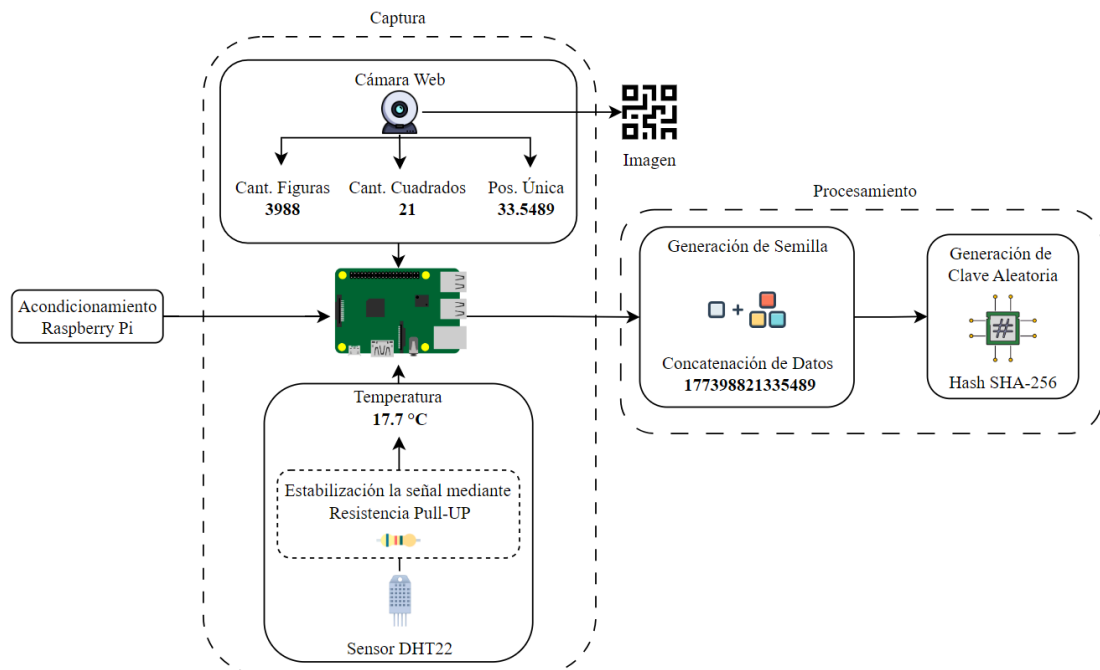 Captura
Cámara Web
Imagen
Cant. Figuras
3988
Cant. Cuadrados
21
Pos. Única
33.5489
Acondicionamiento
Raspberry Pi
Temperatura
17.7 °C
Estabilización la señal mediante
Resistencia Pull-UP
Sensor DHT22
Procesamiento
Generación de Semilla
+
Concatenación de Datos
177398821335489
Generación de
Clave Aleatoria
#
Hash SHA-256